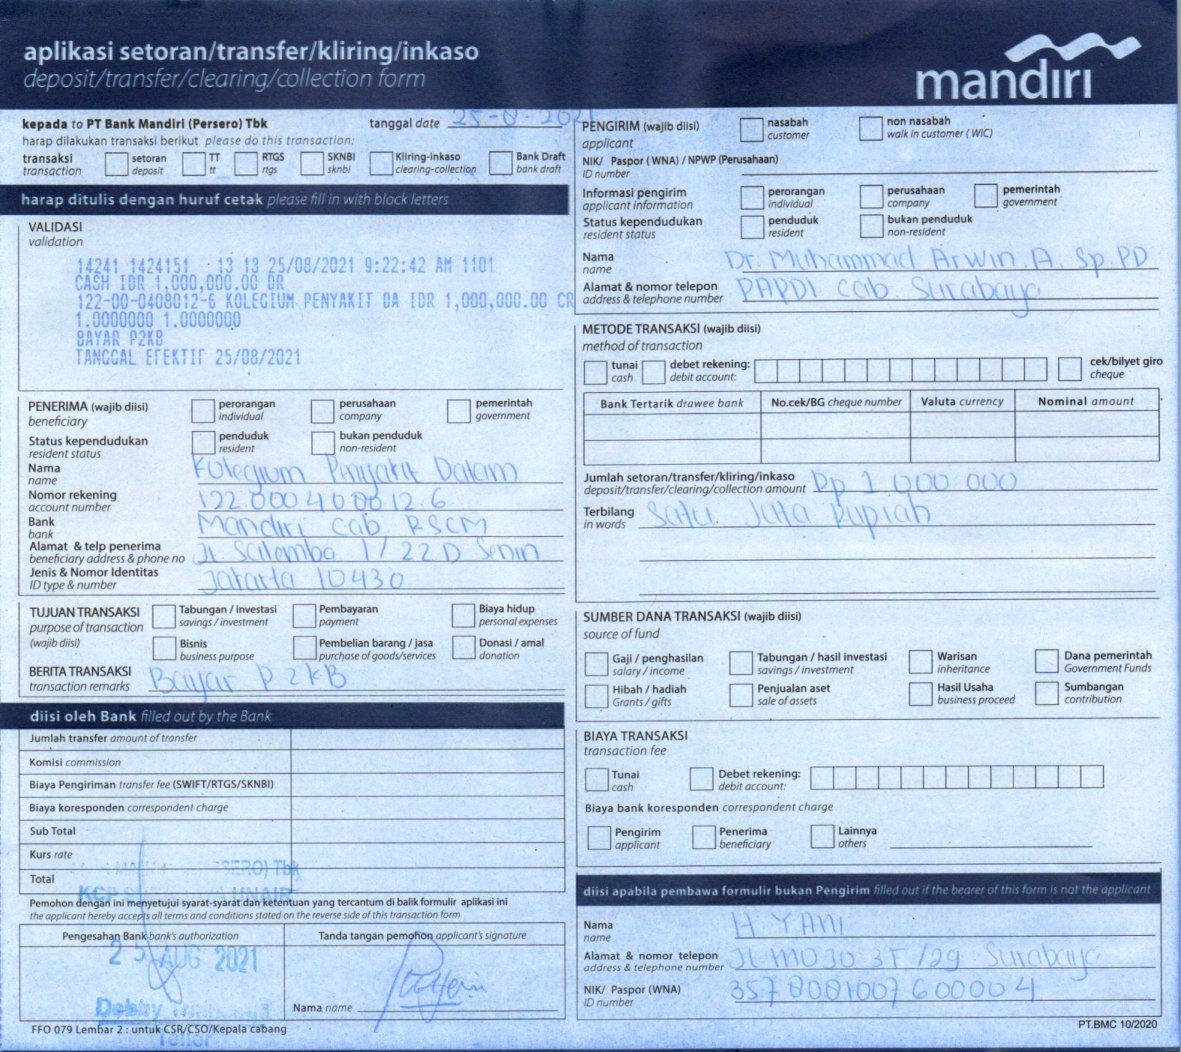 aplikasi setoran/transfer/kliring/inkaso
deposit/transfer/clearing/collection form
mandiri
kepada to PT Bank Mandiri (Persero) Tbk
tanggal date 25-8-2021
harap dilakukan transaksi berikut please do this transaction:
transaksi setoran TT RTGS SKNBI Kliring-inkaso Bank Draft
transaction deposit tt rtgs sknbi clearing-collection bank draft
harap ditulis dengan huruf cetak please fill in with block letters
VALIDASI
validation
14241 1424151 13 13 25/08/2021 9:22:42 AM 1101
CASH IDR 1,000,000.00 DR
122-00-0408012-6 KOLEGIUM PENYAKIT DA IDR 1,000,000.00 CR
1.0000000 1.0000000
BAYAR P2KB
TANGGAL EFEKTIF 25/08/2021
PENERIMA (wajib diisi) perorangan perusahaan pemerintah
beneficiary individual company government
Status kependudukan penduduk bukan penduduk
resident status resident non-resident
Nama Kolegium Penyakit Dalam
name
Nomor rekening 122.000400012.6
account number
Bank Mandiri cab. RSCM
bank
Alamat & telp penerima Jl Salemba 1/22D Senin
beneficiary address & phone no
Jenis & Nomor Identitas Jakarta 10430
ID type & number
TUJUAN TRANSAKSI Tabungan / investasi Pembayaran Biaya hidup
purpose of transaction savings / investment payment personal expenses
(wajib diisi) Bisnis Pembelian barang / jasa Donasi / amal
business purpose purchase of goods/services donation
BERITA TRANSAKSI Bayar P2KB
transaction remarks
diisi oleh Bank filled out by the Bank
Jumlah transfer amount of transfer
Komisi commission
Biaya Pengiriman transfer fee (SWIFT/RTGS/SKNBI)
Biaya koresponden correspondent charge
Sub Total
Kurs rate
Total
Pemohon dengan ini menyetujui syarat-syarat dan ketentuan yang tercantum di balik formulir aplikasi ini
the applicant hereby accepts all terms and conditions stated on the reverse side of this transaction form
Pengesahan Bank bank's authorization
Tanda tangan pemohon applicant's signature
25 AUG 2021
Teller
Nama name
FFO 079 Lembar 2 : untuk CSR/CSO/Kepala cabang
PENGIRIM (wajib diisi) nasabah non nasabah
applicant customer walk in customer ( WIC)
NIK/ Paspor ( WNA) / NPWP (Perusahaan)
ID number
Informasi pengirim perorangan perusahaan pemerintah
applicant information individual company government
Status kependudukan penduduk bukan penduduk
resident status resident non-resident
Nama Dr. Muhammad Arwin.A. Sp.PD
name
Alamat & nomor telepon PAPDI cab. Surabaya
address & telephone number
METODE TRANSAKSI (wajib diisi)
method of transaction
tunai debet rekening: cek/bilyet giro
cash debit account: cheque
Bank Tertarik drawee bank No.cek/BG cheque number Valuta currency Nominal amount
Jumlah setoran/transfer/kliring/inkaso
deposit/transfer/clearing/collection amount Rp 1 000 000
Terbilang Satu Juta Rupiah
in words
SUMBER DANA TRANSAKSI (wajib diisi)
source of fund
Gaji / penghasilan Tabungan / hasil investasi Warisan Dana pemerintah
salary / income savings / investment inheritance Government Funds
Hibah / hadiah Penjualan aset Hasil Usaha Sumbangan
Grants / gifts sale of assets business proceed contribution
BIAYA TRANSAKSI
transaction fee
Tunai Debet rekening:
cash debit account:
Biaya bank koresponden correspondent charge
Pengirim Penerima Lainnya
applicant beneficiary others
diisi apabila pembawa formulir bukan Pengirim filled out if the bearer of this form is not the applicant
Nama H YANI
name
Alamat & nomor telepon Jl MOJO 3F/29 Surabaya
address & telephone number
NIK/ Paspor (WNA) 3578081007600004
ID number
PT.BMC 10/2020